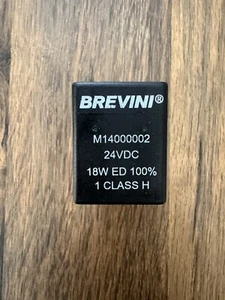 BREVINI®
M14000002
24VDC
18W ED 100%
1 CLASS H